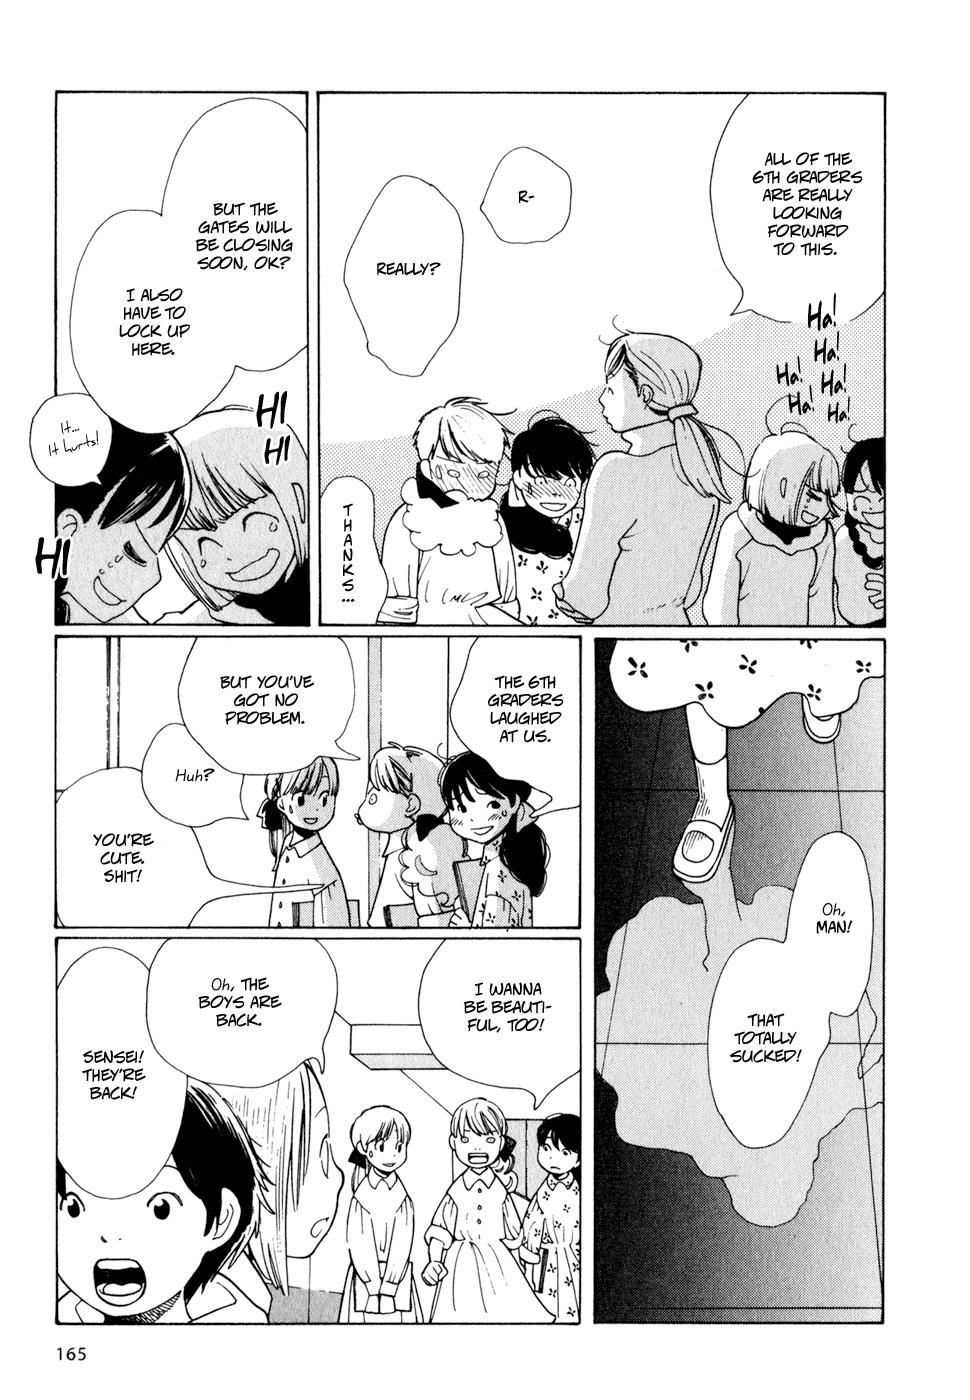 ALL OF THE
6TH GRADERS
ARE REALLY
LOOKING
FORWARD
TO THIS.
R-
REALLY?
THANKS...
Ha!
Ha!
Ha!
Ha!
Ha!
Ha!
BUT THE
GATES WILL
BE CLOSING
SOON, OK?
I ALSO
HAVE TO
LOCK UP
HERE.
HI
HI
It...
It hurts!
HI
Oh,
MAN!
THAT
TOTALLY
SUCKED!
THE 6TH
GRADERS
LAUGHED
AT US.
BUT YOU'VE
GOT NO
PROBLEM.
Huh?
YOU'RE
CUTE.
SHIT!
I WANNA
BE BEAUTI-
FUL, TOO!
Oh, THE
BOYS ARE
BACK.
SENSEI!
THEY'RE
BACK!
165